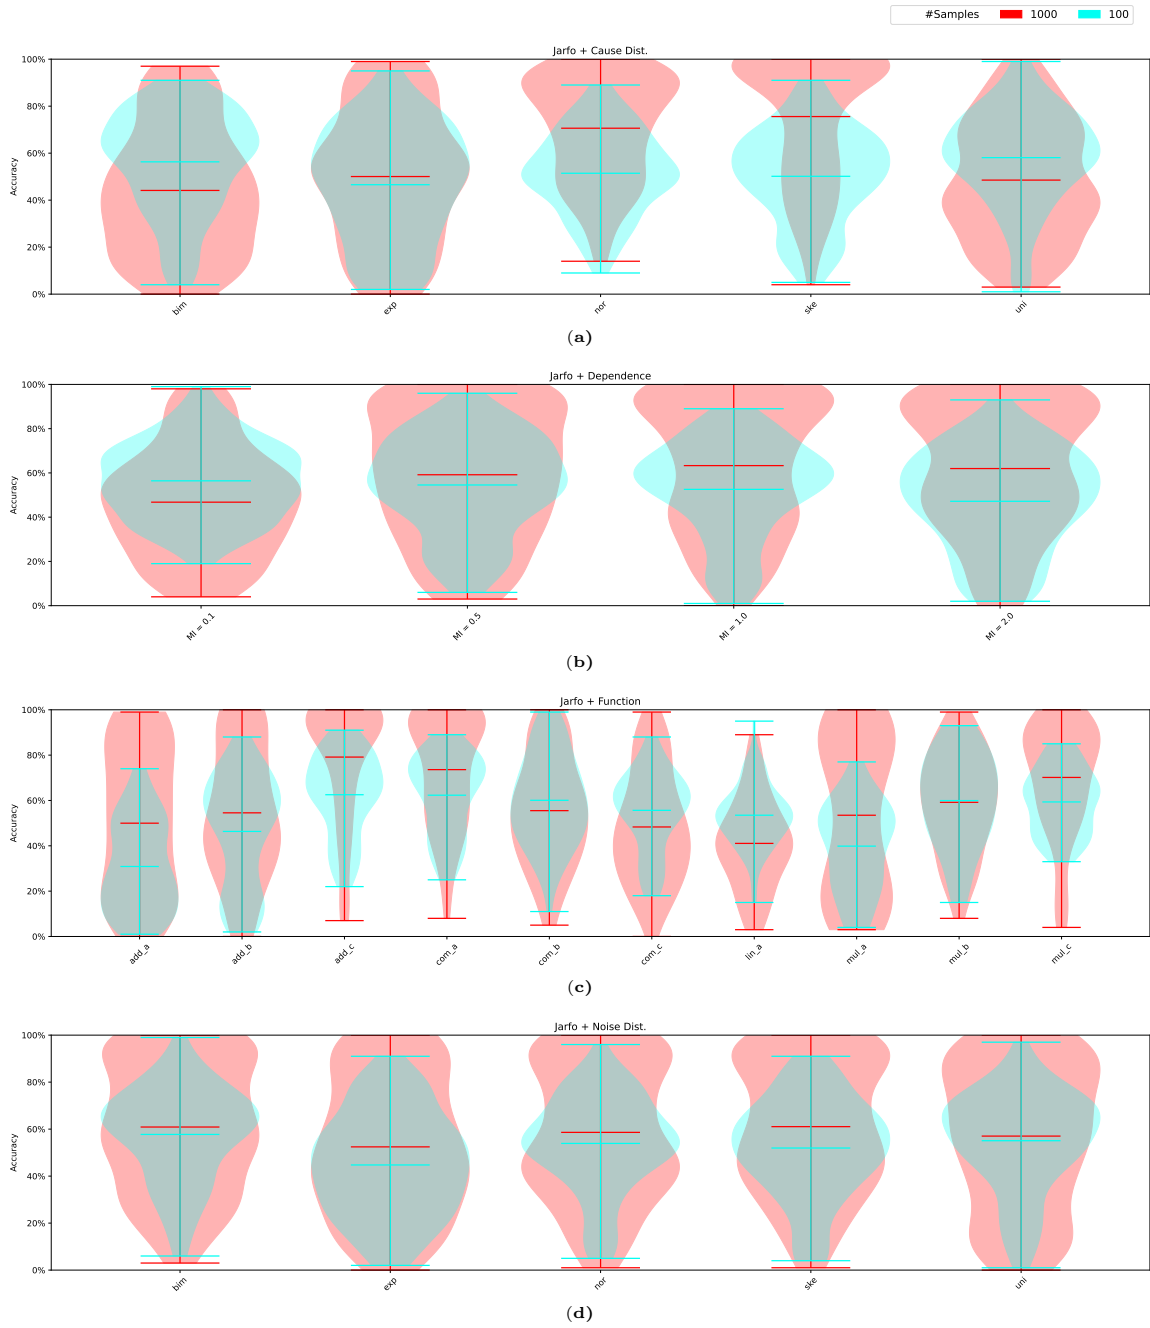 #Samples 1000 100
Jarfo + Cause Dist.
Accuracy
100%
80%
60%
40%
20%
0%
bim exp nor ske uni
(a)
Jarfo + Dependence
Accuracy
100%
80%
60%
40%
20%
0%
MI = 0.1 MI = 0.5 MI = 1.0 MI = 2.0
(b)
Jarfo + Function
Accuracy
100%
80%
60%
40%
20%
0%
add_a add_b add_c com_a com_b com_c lin_a mul_a mul_b mul_c
(c)
Jarfo + Noise Dist.
Accuracy
100%
80%
60%
40%
20%
0%
bim exp nor ske uni
(d)